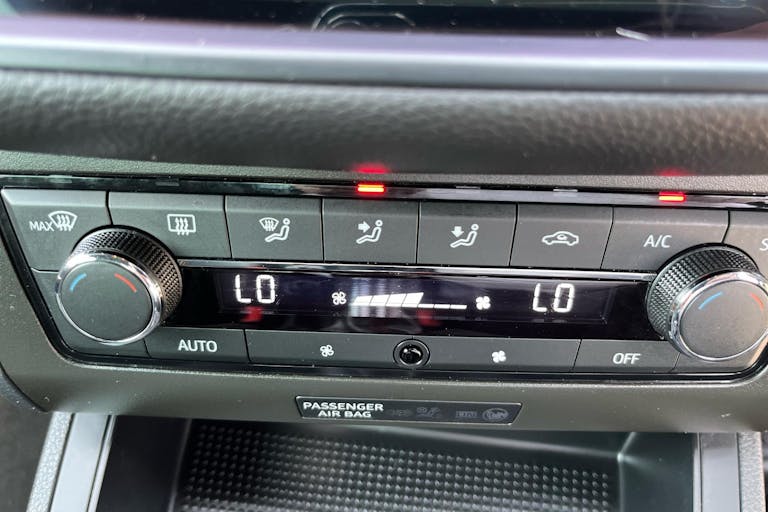 MAX
A/C
S
LO
LO
AUTO
OFF
PASSENGER
AIR BAG